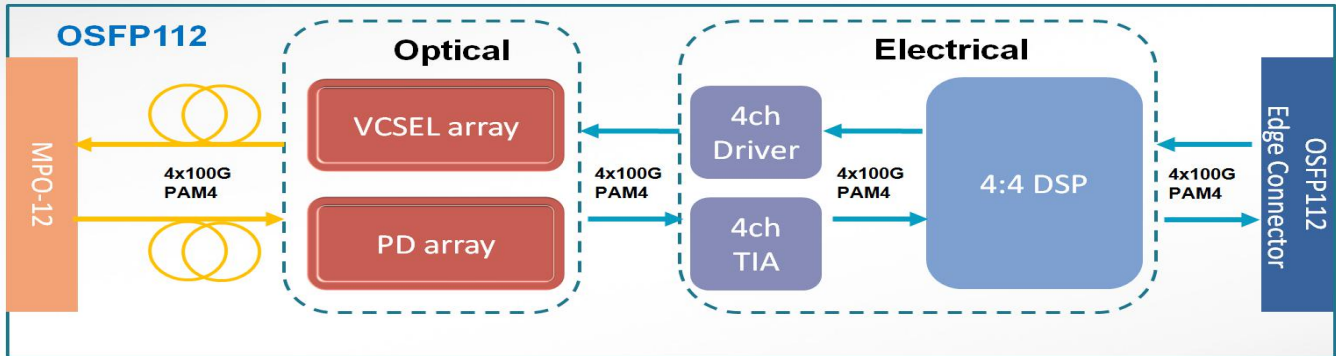 OSFP112
Optical
Electrical
MPO-12
4x100G
PAM4
VCSEL array
PD array
4x100G
PAM4
4ch
Driver
4ch
TIA
4x100G
PAM4
4:4 DSP
4x100G
PAM4
OSFP112
Edge Connector